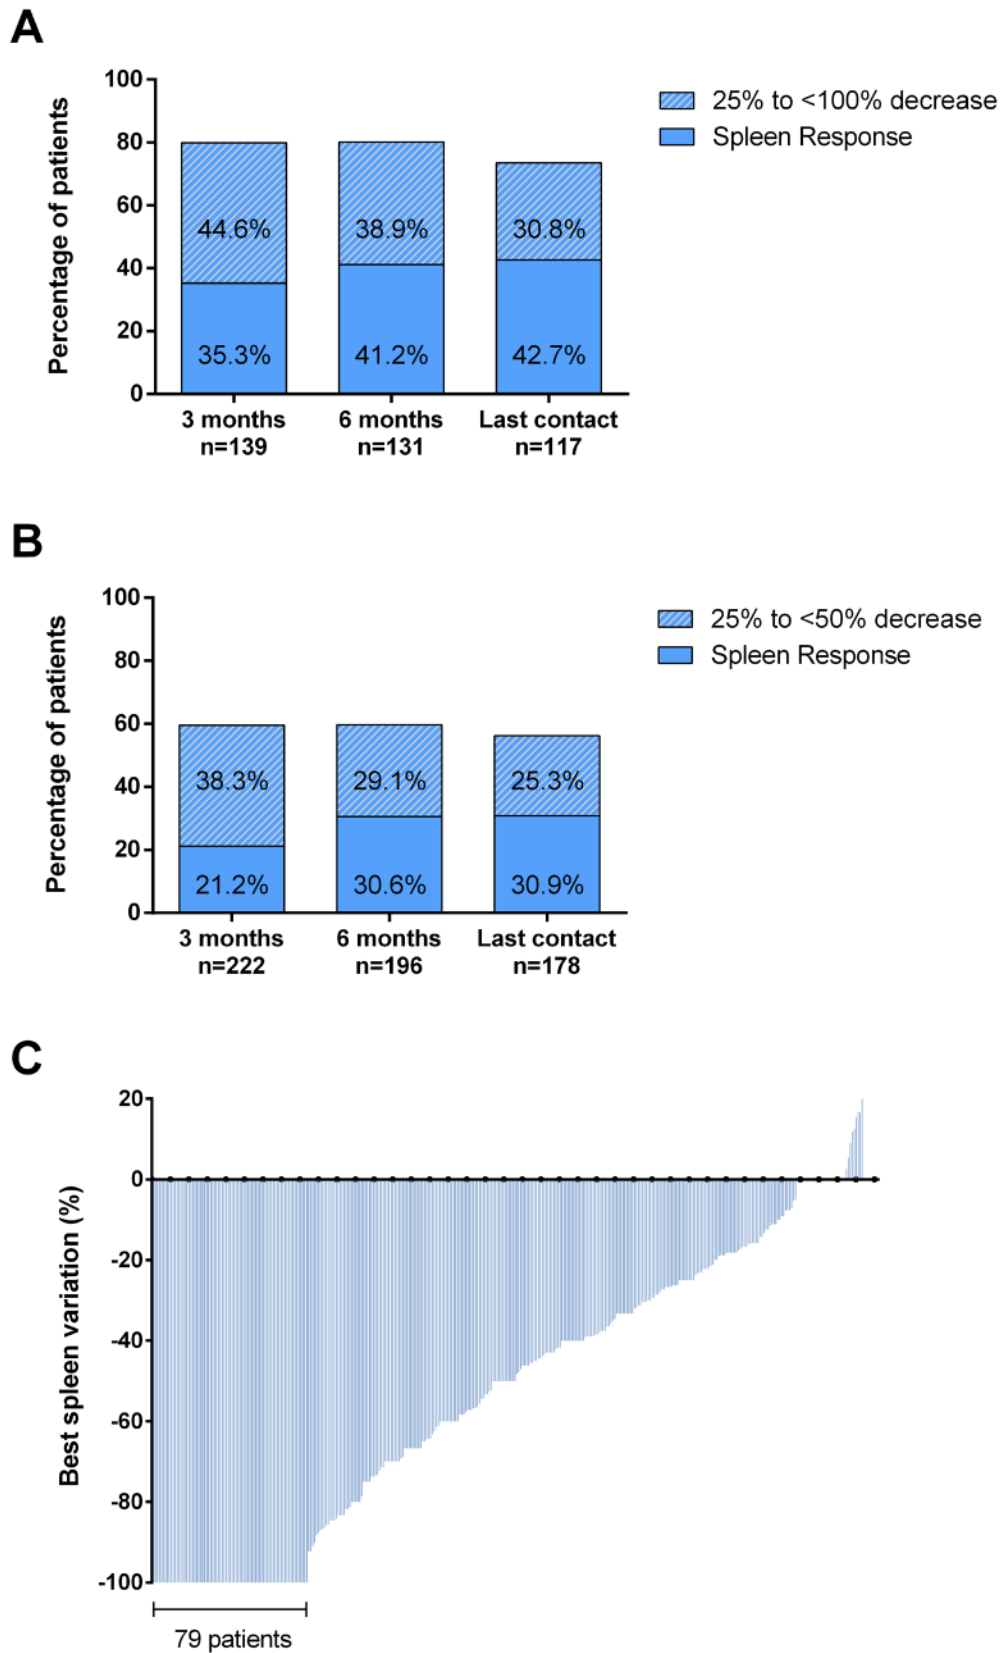 A
100
80
60
40
20
0
Percentage of patients
44.6%
38.9%
30.8%
35.3%
41.2%
42.7%
3 months
n=139
6 months
n=131
Last contact
n=117
25% to <100% decrease
Spleen Response
B
100
80
60
40
20
0
Percentage of patients
38.3%
29.1%
25.3%
21.2%
30.6%
30.9%
3 months
n=222
6 months
n=196
Last contact
n=178
25% to <50% decrease
Spleen Response
C
20
0
-20
-40
-60
-80
-100
Best spleen variation (%)
79 patients